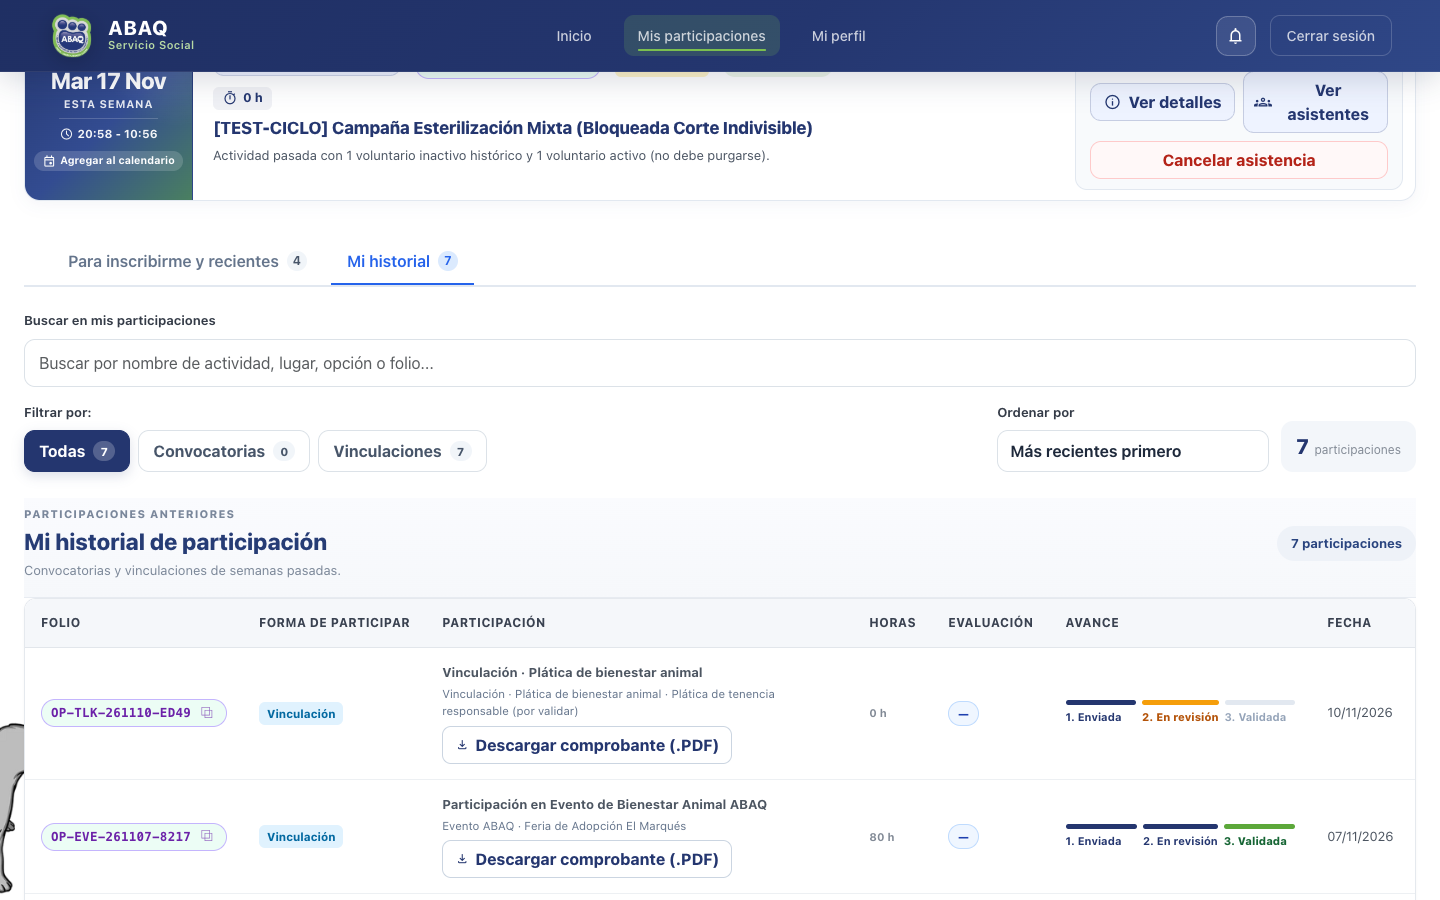 ABAQ
Servicio Social
Inicio
Mis participaciones
Mi perfil
Cerrar sesión
Mar 17 Nov
ESTA SEMANA
20:58 - 10:56
Agregar al calendario
0 h
[TEST-CICLO] Campaña Esterilización Mixta (Bloqueada Corte Indivisible)
Actividad pasada con 1 voluntario inactivo histórico y 1 voluntario activo (no debe purgarse).
Ver detalles
Ver
asistentes
Cancelar asistencia
Para inscribirme y recientes 4
Mi historial 7
Buscar en mis participaciones
Buscar por nombre de actividad, lugar, opción o folio...
Filtrar por:
Todas 7
Convocatorias 0
Vinculaciones 7
Ordenar por
Más recientes primero
7 participaciones
PARTICIPACIONES ANTERIORES
Mi historial de participación
Convocatorias y vinculaciones de semanas pasadas.
7 participaciones
FOLIO FORMA DE PARTICIPAR PARTICIPACIÓN HORAS EVALUACIÓN AVANCE FECHA
OP-TLK-261110-ED49
Vinculación
Vinculación · Plática de bienestar animal
Vinculación · Plática de bienestar animal · Plática de tenencia
responsable (por validar)
Descargar comprobante (.PDF)
0 h
—
1. Enviada 2. En revisión 3. Validada
10/11/2026
OP-EVE-261107-8217
Vinculación
Participación en Evento de Bienestar Animal ABAQ
Evento ABAQ · Feria de Adopción El Marqués
Descargar comprobante (.PDF)
80 h
—
1. Enviada 2. En revisión 3. Validada
07/11/2026